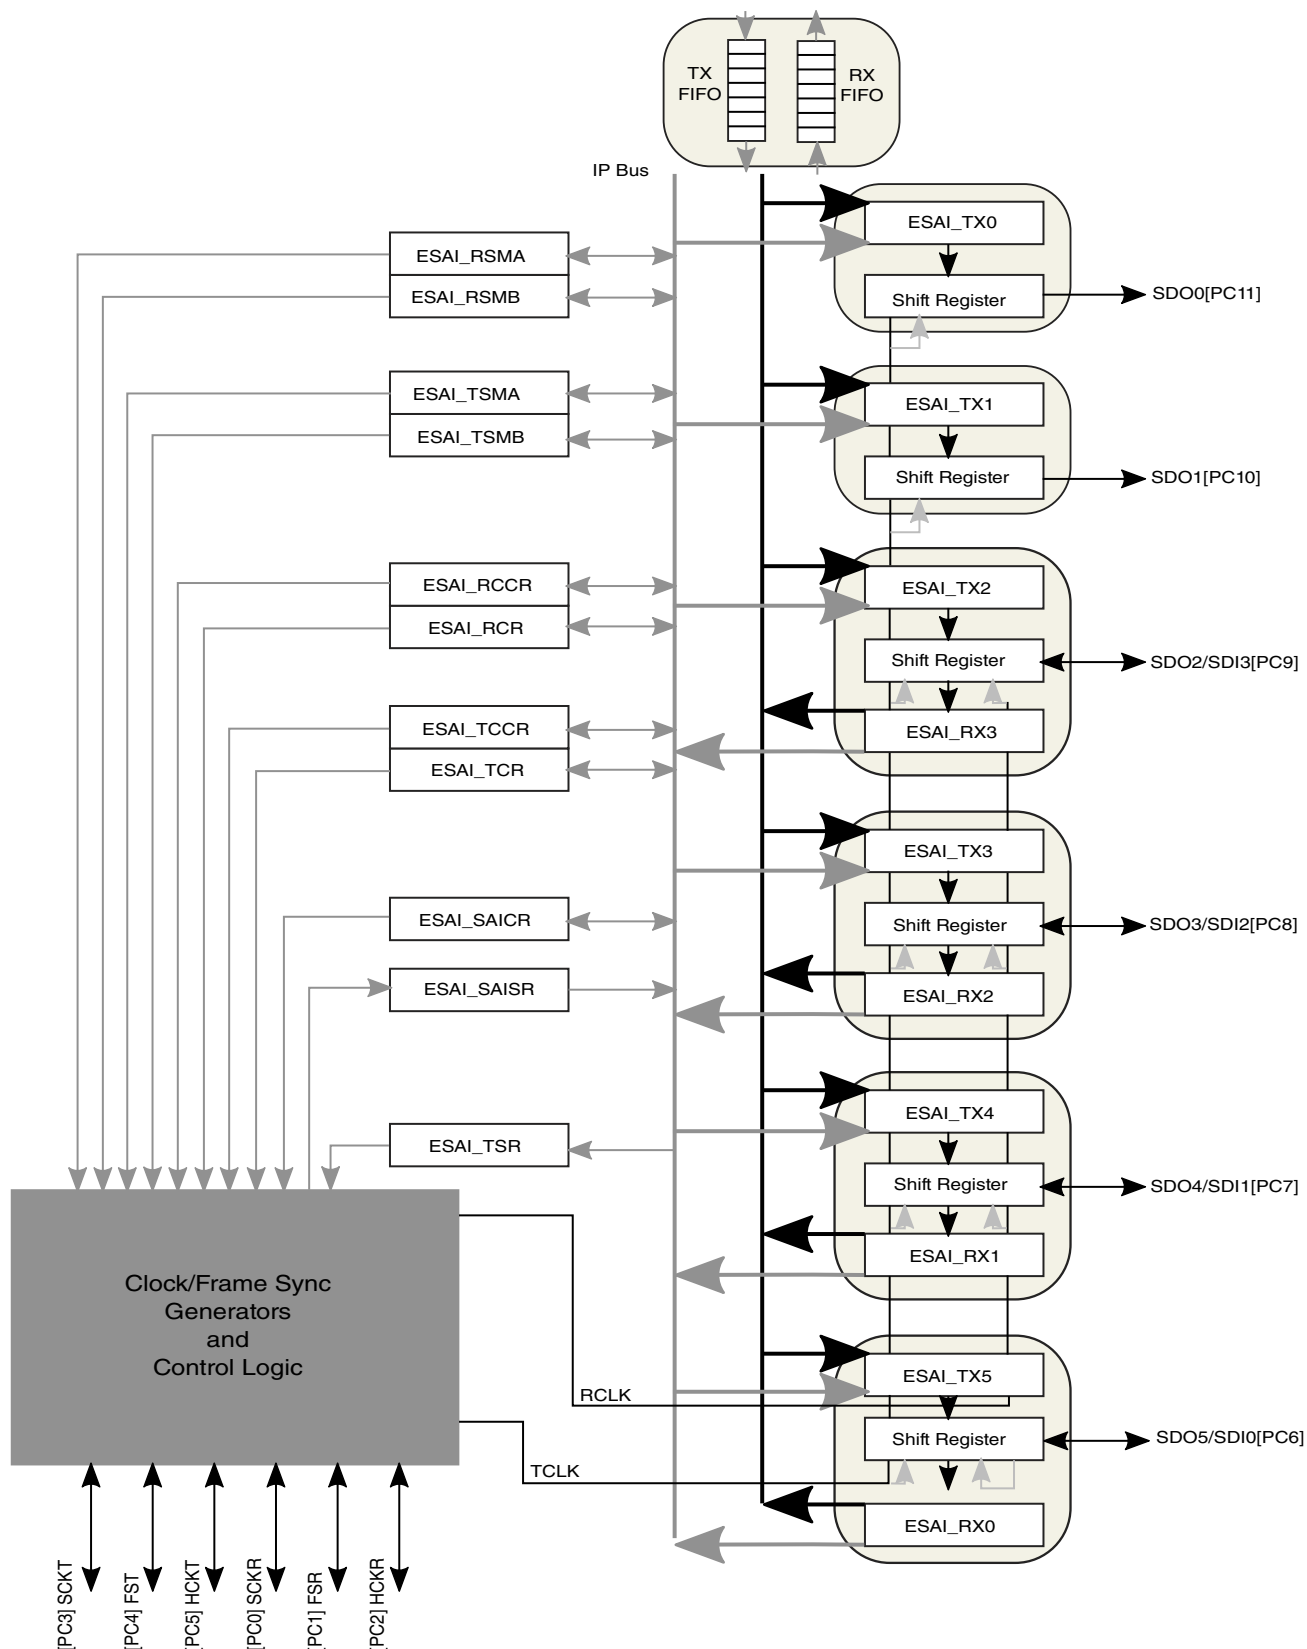 TX
FIFO
RX
FIFO
IP Bus
ESAI_TX0
Shift Register
SDO0[PC11]
ESAI_RSMA
ESAI_RSMB
ESAI_TX1
Shift Register
SDO1[PC10]
ESAI_TSMA
ESAI_TSMB
ESAI_TX2
Shift Register
SDO2/SDI3[PC9]
ESAI_RX3
ESAI_RCCR
ESAI_RCR
ESAI_TCCR
ESAI_TCR
ESAI_TX3
Shift Register
SDO3/SDI2[PC8]
ESAI_RX2
ESAI_SAICR
ESAI_SAISR
ESAI_TX4
Shift Register
SDO4/SDI1[PC7]
ESAI_RX1
ESAI_TSR
Clock/Frame Sync
Generators
and
Control Logic
ESAI_TX5
RCLK
Shift Register
SDO5/SDI0[PC6]
TCLK
ESAI_RX0
[PC3] SCKT
[PC4] FST
[PC5] HCKT
[PC0] SCKR
[PC1] FSR
[PC2] HCKR